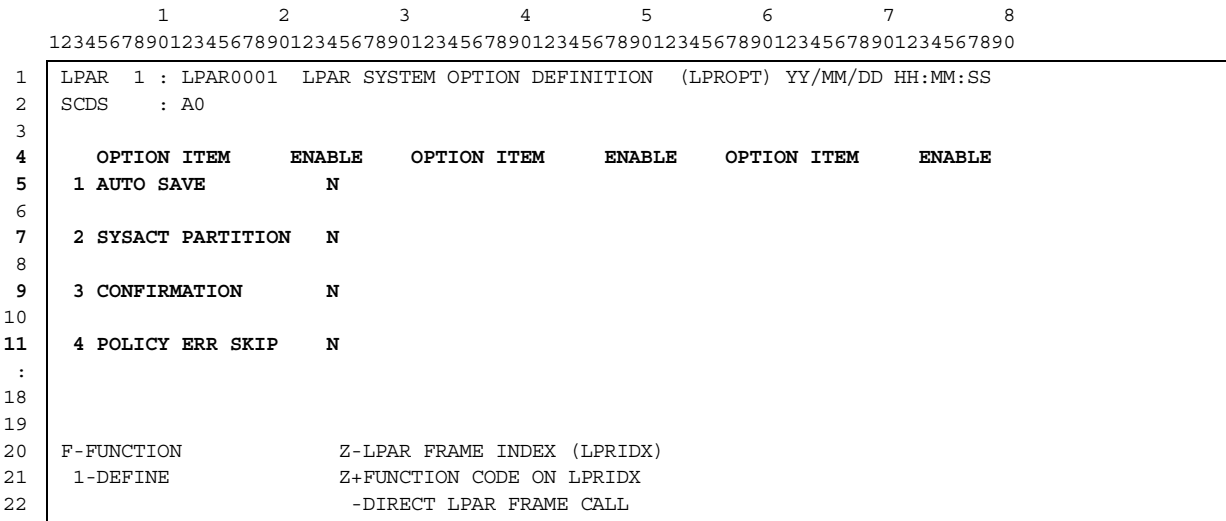 1 2 3 4 5 6 7 8
12345678901234567890123456789012345678901234567890123456789012345678901234567890
1 LPAR 1 : LPAR0001 LPAR SYSTEM OPTION DEFINITION (LPROPT) YY/MM/DD HH:MM:SS
2 SCDS : A0
3
4 OPTION ITEM ENABLE OPTION ITEM ENABLE OPTION ITEM ENABLE
5 1 AUTO SAVE N
6
7 2 SYSACT PARTITION N
8
9 3 CONFIRMATION N
10
11 4 POLICY ERR SKIP N
:
18
19
20 F-FUNCTION Z-LPAR FRAME INDEX (LPRIDX)
21 1-DEFINE Z+FUNCTION CODE ON LPRIDX
22 -DIRECT LPAR FRAME CALL